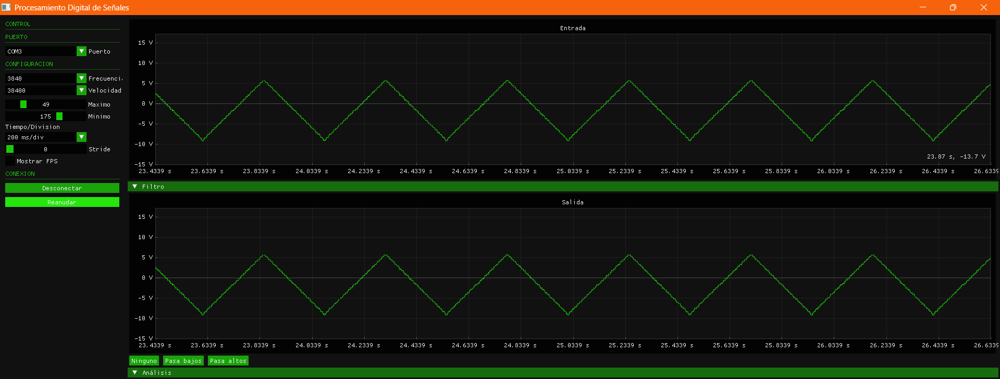 Procesamiento Digital de Señales
CONTROL
PUERTO
COM3 Puerto
CONFIGURACION
3840 Frecuenci
38400 Velocidad
49 Maximo
175 Minimo
Tiempo/Division
200 ms/div
0 Stride
Mostrar FPS
CONEXION
Desconectar
Reanudar
Entrada
15 V
10 V
5 V
0 V
-5 V
-10 V
-15 V
23.87 s, -13.7 V
23.4339 s 23.6339 s 23.8339 s 24.0339 s 24.2339 s 24.4339 s 24.6339 s 24.8339 s 25.0339 s 25.2339 s 25.4339 s 25.6339 s 25.8339 s 26.0339 s 26.2339 s 26.4339 s 26.6339
Filtro
Salida
15 V
10 V
5 V
0 V
-5 V
-10 V
-15 V
23.4339 s 23.6339 s 23.8339 s 24.0339 s 24.2339 s 24.4339 s 24.6339 s 24.8339 s 25.0339 s 25.2339 s 25.4339 s 25.6339 s 25.8339 s 26.0339 s 26.2339 s 26.4339 s 26.6339
Ninguno Pasa bajos Pasa altos
Análisis